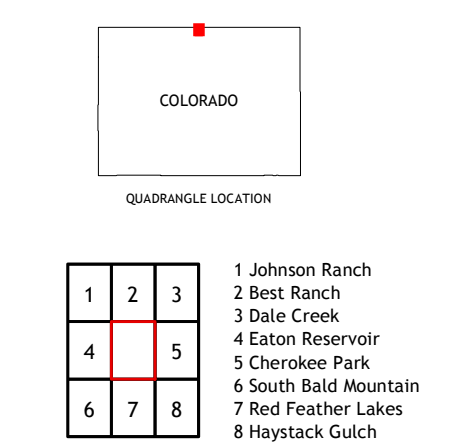 COLORADO
QUADRANGLE LOCATION
1 2 3
4 5
6 7 8
1 Johnson Ranch
2 Best Ranch
3 Dale Creek
4 Eaton Reservoir
5 Cherokee Park
6 South Bald Mountain
7 Red Feather Lakes
8 Haystack Gulch